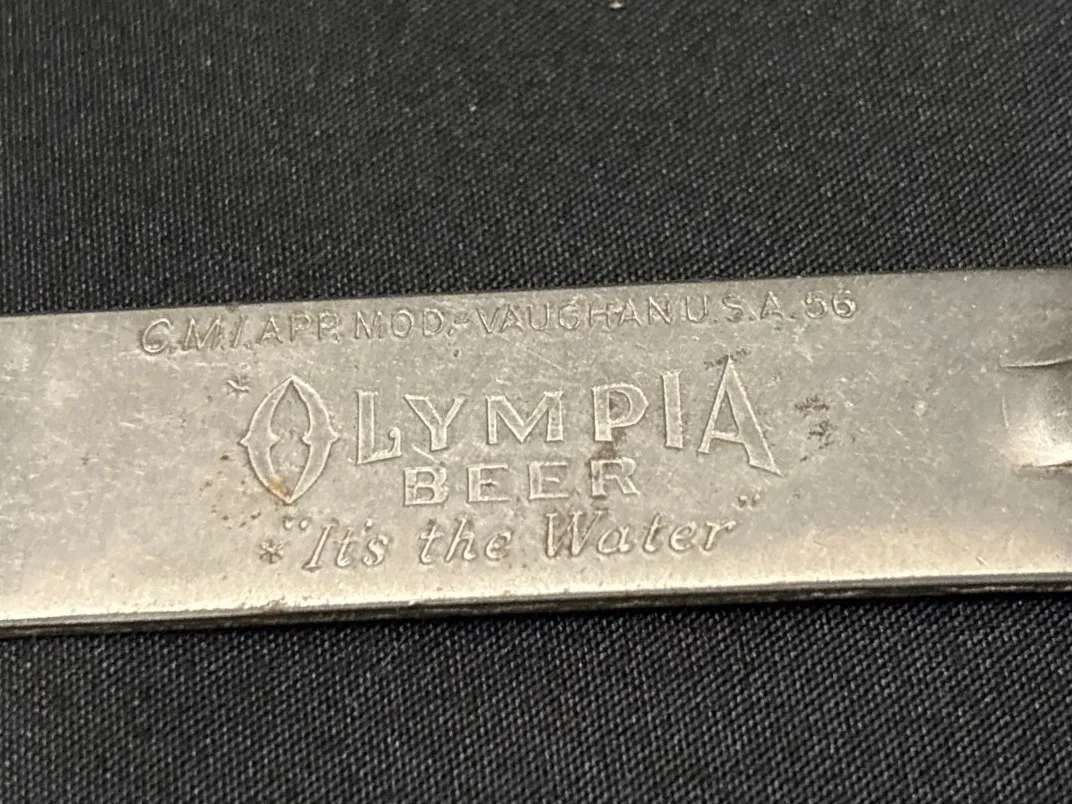 C.M.I. APP. MOD.-VAUGHAN U.S.A. 56
OLYMPIA
BEER
* "It's the Water"